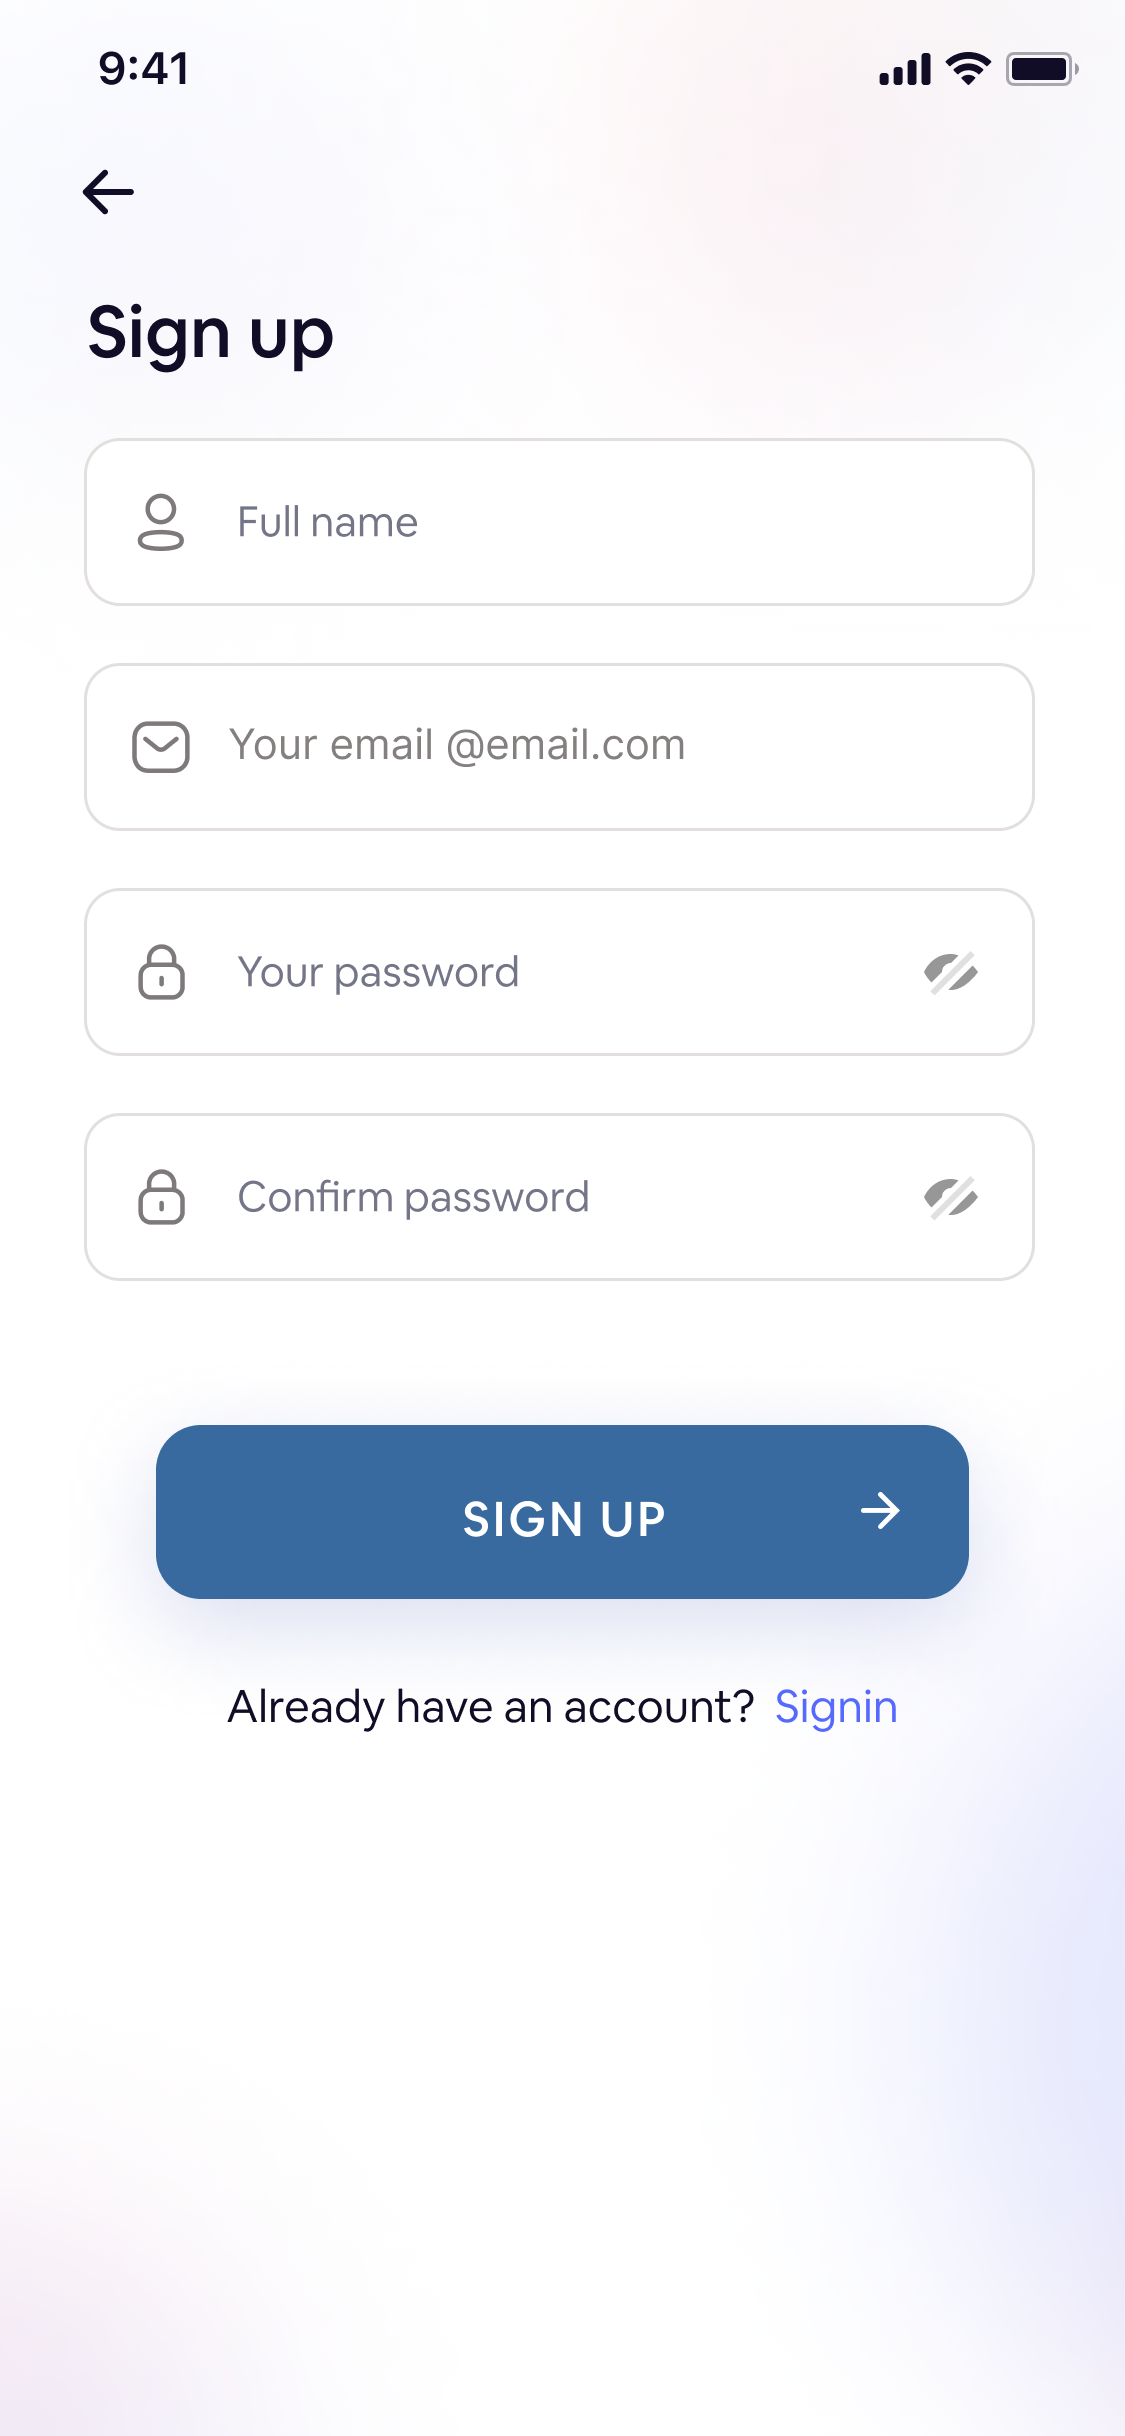 9:41
Sign up
Full name
Your email @email.com
Your password
Confirm password
SIGN UP
Already have an account? Signin